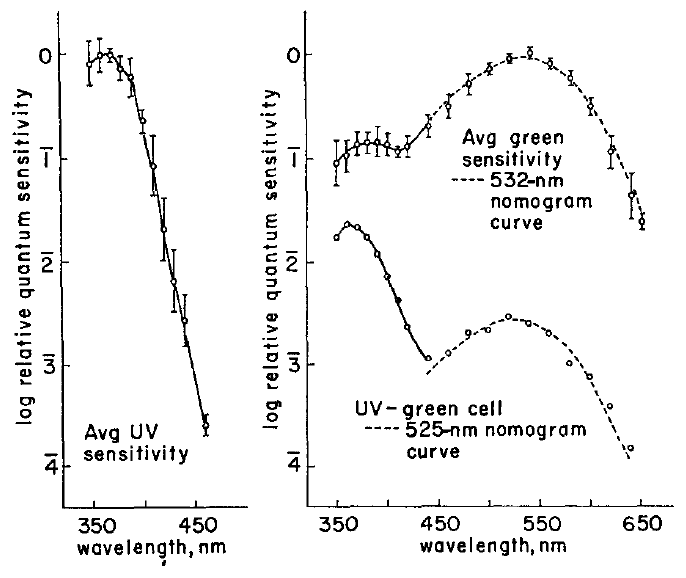 log relative quantum sensitivity
0
1̅
2̅
3̅
4̅
Avg UV
sensitivity
350
450
wavelength, nm
log relative quantum sensitivity
0
1̅
2̅
3̅
4̅
Avg green
sensitivity
---- 532-nm
nomogram
curve
UV-green cell
---- 525-nm nomogram
curve
350
450
550
650
wavelength, nm